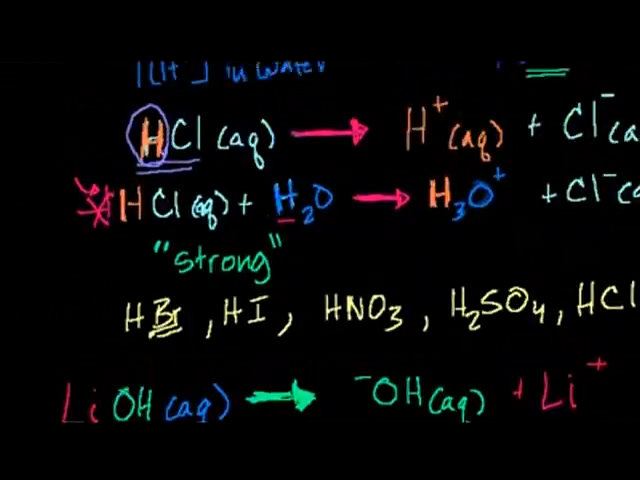 in water
HCl (aq) → H⁺ (aq) + Cl⁻
HCl (aq) + H₂O → H₃O⁺ + Cl⁻
"strong"
HBr, HI, HNO₃, H₂SO₄, HCl
LiOH (aq) → ⁻OH (aq) + Li⁺